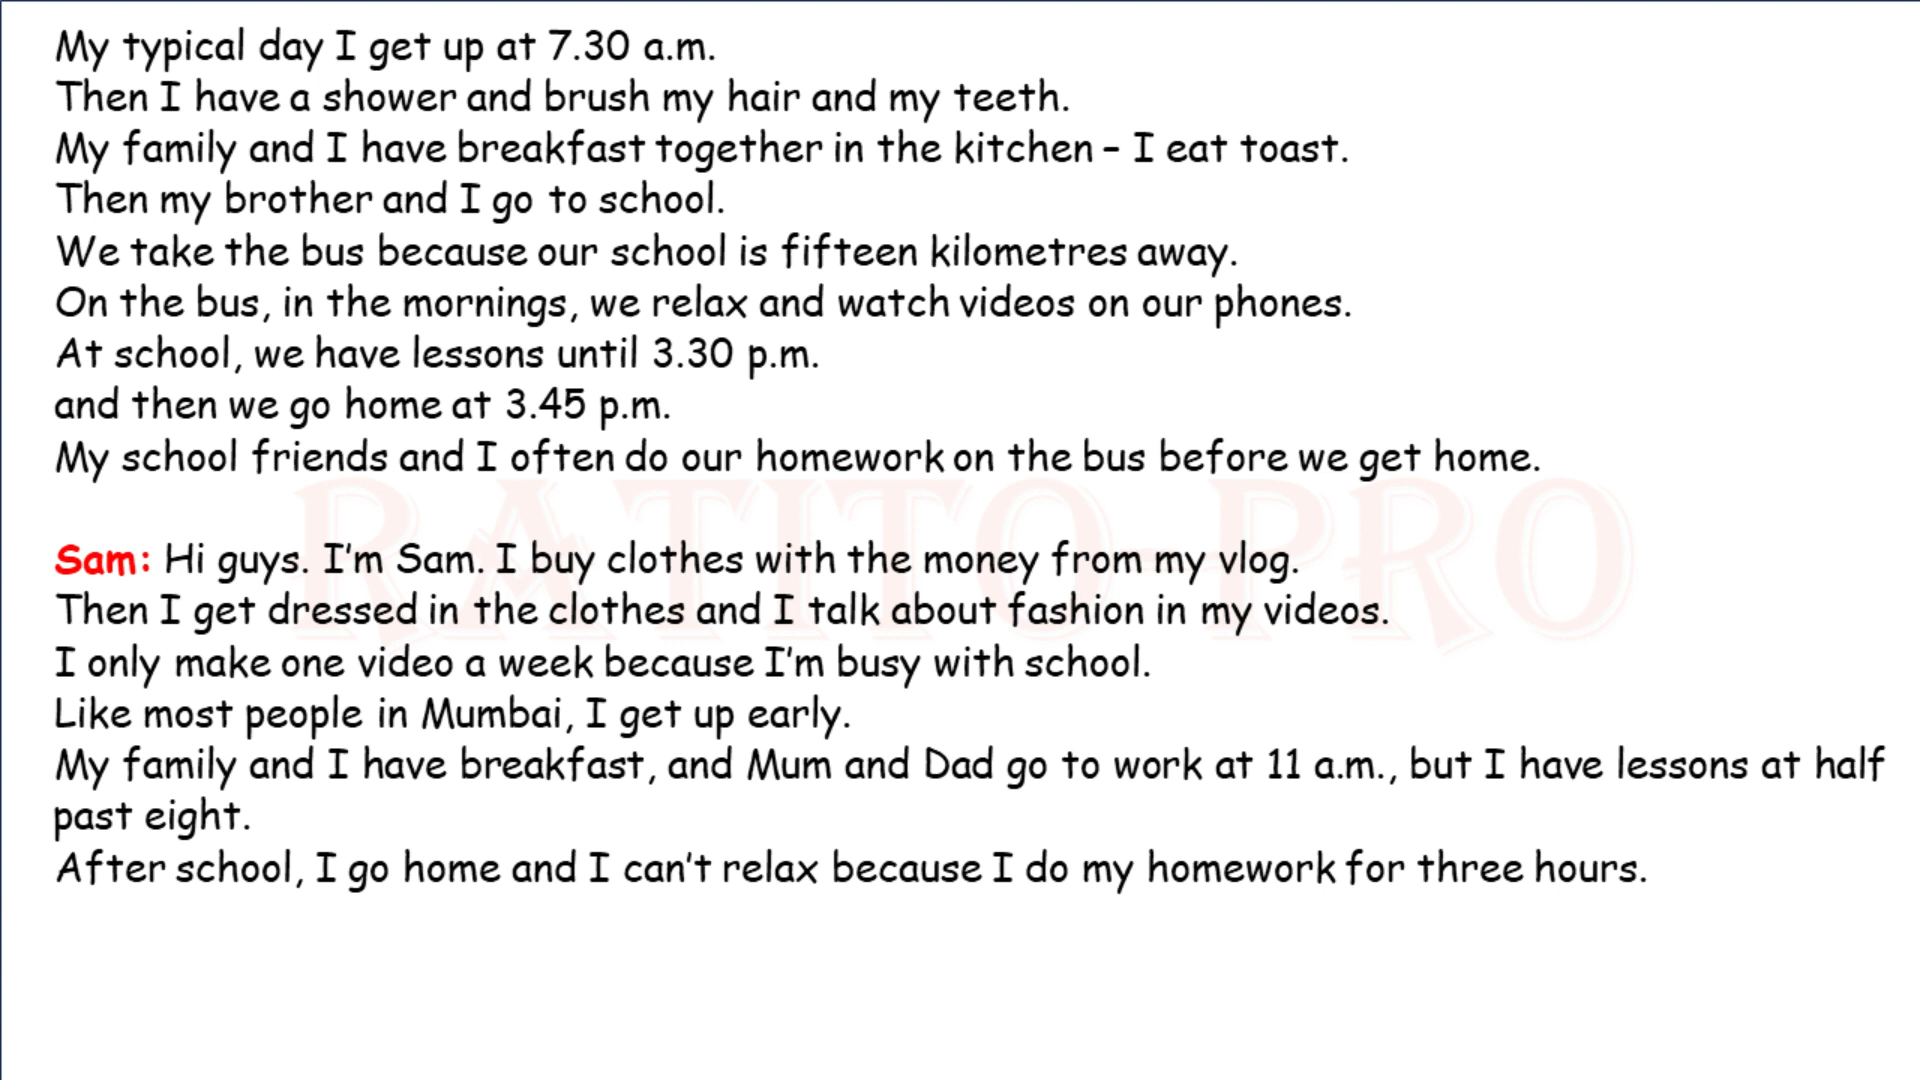 My typical day I get up at 7.30 a.m.
Then I have a shower and brush my hair and my teeth.
My family and I have breakfast together in the kitchen – I eat toast.
Then my brother and I go to school.
We take the bus because our school is fifteen kilometres away.
On the bus, in the mornings, we relax and watch videos on our phones.
At school, we have lessons until 3.30 p.m.
and then we go home at 3.45 p.m.
My school friends and I often do our homework on the bus before we get home.
RATITO-PRO
Sam: Hi guys. I'm Sam. I buy clothes with the money from my vlog.
Then I get dressed in the clothes and I talk about fashion in my videos.
I only make one video a week because I'm busy with school.
Like most people in Mumbai, I get up early.
My family and I have breakfast, and Mum and Dad go to work at 11 a.m., but I have lessons at half
past eight.
After school, I go home and I can't relax because I do my homework for three hours.